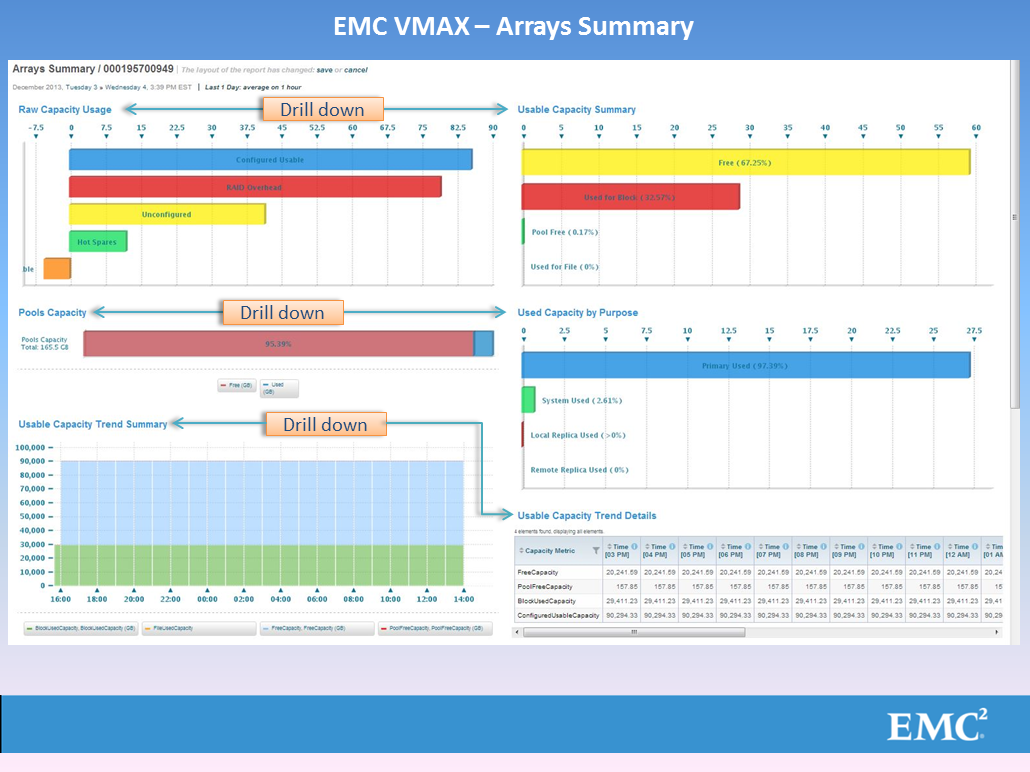 EMC VMAX – Arrays Summary
Arrays Summary / 000195700949 | The layout of the report has changed: save or cancel
December 2013, Tuesday 3 » Wednesday 4, 3:39 PM EST | Last 1 Day: average on 1 hour
Raw Capacity Usage
Drill down
Usable Capacity Summary
-7.5 0 7.5 15 22.5 30 37.5 45 52.5 60 67.5 75 82.5 90
Configured Usable
RAID Overhead
Unconfigured
Hot Spares
ble
0 5 10 15 20 25 30 35 40 45 50 55 60
Free ( 67.25%)
Used for Block ( 32.57%)
Pool Free ( 0.17%)
Used for File ( 0%)
Pools Capacity
Drill down
Used Capacity by Purpose
Pools Capacity
Total: 165.5 GB
95.39%
Free (GB)
Used
(GB)
0 2.5 5 7.5 10 12.5 15 17.5 20 22.5 25 27.5
Primary Used ( 97.39%)
System Used ( 2.61%)
Local Replica Used ( >0%)
Remote Replica Used ( 0%)
Usable Capacity Trend Summary
Drill down
100,000
90,000
80,000
70,000
60,000
50,000
40,000
30,000
20,000
10,000
0
16:00 18:00 20:00 22:00 00:00 02:00 04:00 06:00 08:00 10:00 12:00 14:00
BlockUsedCapacity, BlockUsedCapacity (GB)
FileUsedCapacity
FreeCapacity, FreeCapacity (GB)
PoolFreeCapacity, PoolFreeCapacity (GB)
Usable Capacity Trend Details
4 elements found, displaying all elements.
Capacity Metric Time [03 PM] Time [04 PM] Time [05 PM] Time [06 PM] Time [07 PM] Time [08 PM] Time [09 PM] Time [10 PM] Time [11 PM] Time [12 AM] Tim [01 AM
FreeCapacity 20,241.59 20,241.59 20,241.59 20,241.59 20,241.59 20,241.59 20,241.59 20,241.59 20,241.59 20,241.59 20,24
PoolFreeCapacity 157.85 157.85 157.85 157.85 157.85 157.85 157.85 157.85 157.85 157.85 15
BlockUsedCapacity 29,411.23 29,411.23 29,411.23 29,411.23 29,411.23 29,411.23 29,411.23 29,411.23 29,411.23 29,411.23 29,41
ConfiguredUsableCapacity 90,294.33 90,294.33 90,294.33 90,294.33 90,294.33 90,294.33 90,294.33 90,294.33 90,294.33 90,294.33 90,29
EMC²